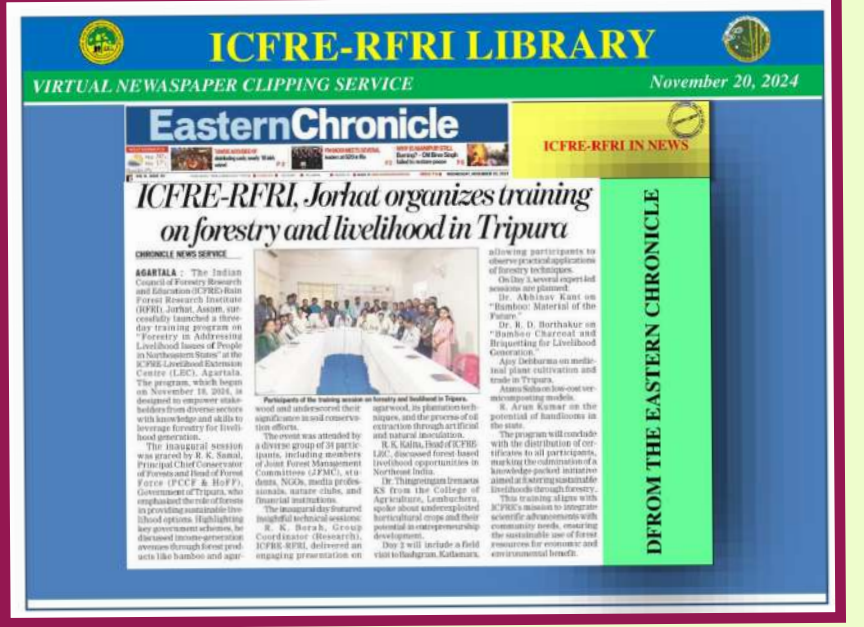 ICFRE-RFRI LIBRARY
VIRTUAL NEWASPAPER CLIPPING SERVICE
November 20, 2024
EasternChronicle
ICFRE-RFRI IN NEWS
ICFRE-RFRI, Jorhat organizes training
on forestry and livelihood in Tripura
CHRONICLE NEWS SERVICE
AGARTALA : The Indian
Council of Forestry Research
and Education (ICFRE)-Rain
Forest Research Institute
(RFRI), Jorhat, Assam, suc-
cessfully launched a three-
day training program on
"Forestry in Addressing
Livelihood Issues of People
in Northeastern States" at the
ICFRE-Livelihood Extension
Centre (LEC), Agartala.
The program, which began
on November 18, 2024, is
designed to empower stake-
holders from diverse sectors
with knowledge and skills to
leverage forestry for liveli-
hood generation.
The inaugural session
was graced by R. K. Samal,
Principal Chief Conservator
of Forests and Head of Forest
Force (PCCF & HoFF),
Government of Tripura, who
emphasized the role of forests
in providing sustainable live-
lihood options. Highlighting
key government schemes, he
discussed income-generation
avenues through forest prod-
ucts like bamboo and agar-
Participants of the training session on forestry and livelihood in Tripura.
wood and underscored their
significance in soil conserva-
tion efforts.
The event was attended by
a diverse group of 34 partic-
ipants, including members
of Joint Forest Management
Committees (JFMC), stu-
dents, NGOs, media profes-
sionals, nature clubs, and
financial institutions.
The inaugural day featured
insightful technical sessions:
R. K. Borah, Group
Coordinator (Research),
ICFRE-RFRI, delivered an
engaging presentation on
agarwood, its plantation tech-
niques, and the process of oil
extraction through artificial
and natural inoculation.
R. K. Kalita, Head of ICFRE-
LEC, discussed forest-based
livelihood opportunities in
Northeast India.
Dr. Thingreingam Irenaeus
KS from the College of
Agriculture, Lembuchera,
spoke about underexploited
horticultural crops and their
potential in entrepreneurship
development.
Day 2 will include a field
visit to Bashgram, Katlamara,
allowing participants to
observe practical applications
of forestry techniques.
On Day 3, several expert-led
sessions are planned:
Dr. Abhinav Kant on
"Bamboo: Material of the
Future."
Dr. R. D. Borthakur on
"Bamboo Charcoal and
Briquetting for Livelihood
Generation."
Ajoy Debbarma on medic-
inal plant cultivation and
trade in Tripura.
Saha on low-cost ver-
micomposting models.
S. Arun Kumar on the
potential of handlooms in
the state.
The program will conclude
with the distribution of cer-
tificates to all participants,
marking the culmination of a
knowledge-packed initiative
aimed at fostering sustainable
livelihoods through forestry.
This training aligns with
ICFRE's mission to integrate
scientific advancements with
community needs, ensuring
the sustainable use of forest
resources for economic and
environmental benefit.
DFROM THE EASTERN CHRONICLE